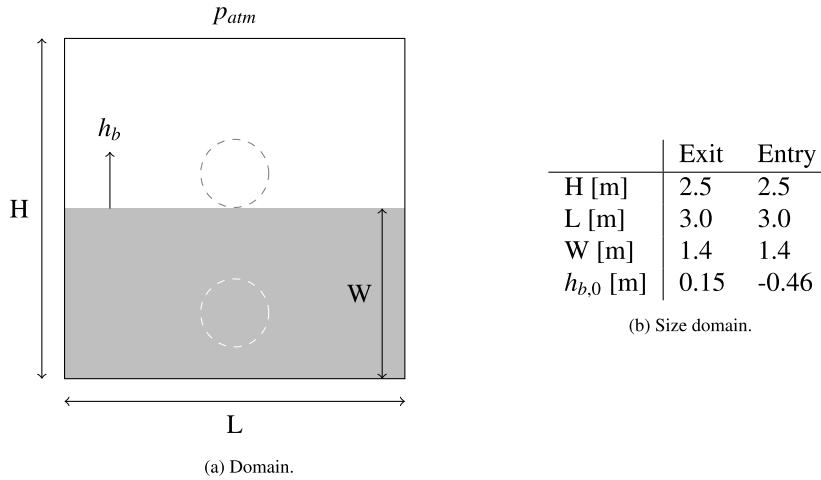 p_atm
h_b
H
W
L
(a) Domain.
Exit Entry
H [m] 2.5 2.5
L [m] 3.0 3.0
W [m] 1.4 1.4
h_{b,0} [m] 0.15 -0.46
(b) Size domain.